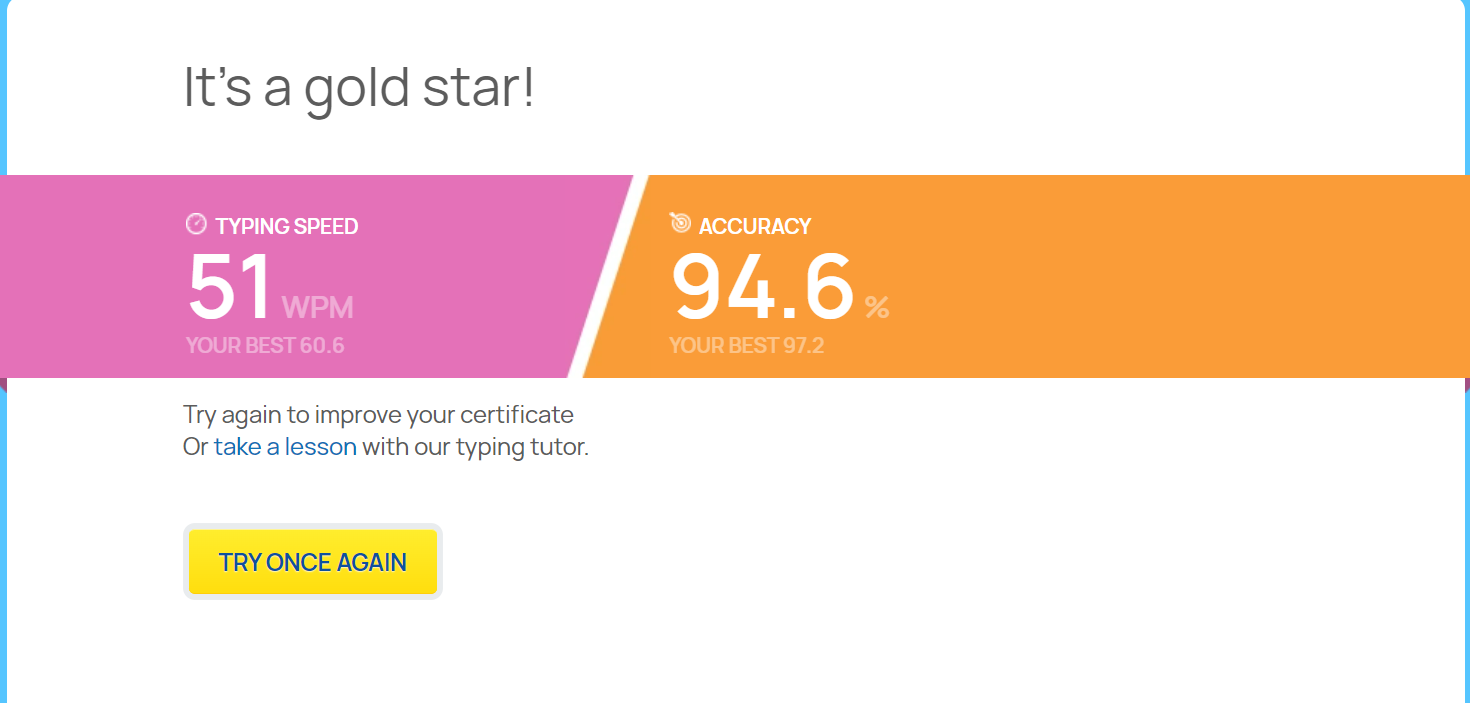 It's a gold star!
TYPING SPEED
51 WPM
YOUR BEST 60.6
ACCURACY
94.6 %
YOUR BEST 97.2
Try again to improve your certificate
Or take a lesson with our typing tutor.
TRY ONCE AGAIN